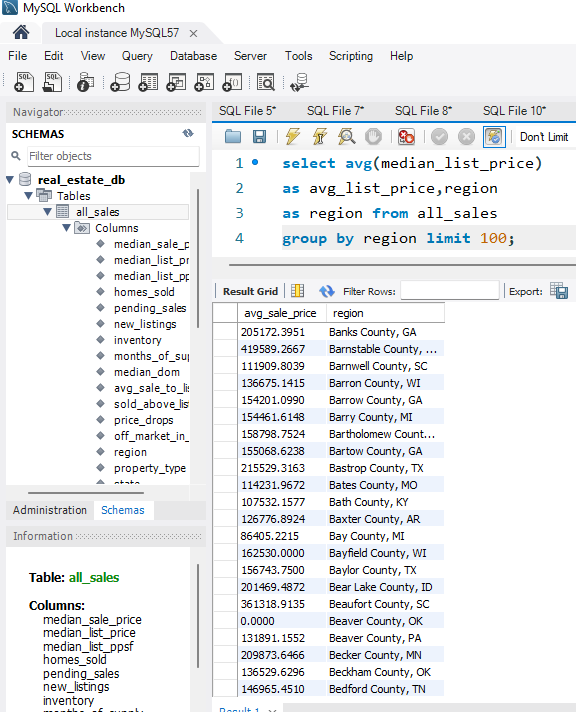 MySQL Workbench
Local instance MySQL57
File Edit View Query Database Server Tools Scripting Help
SQL SQL
Navigator
SQL File 5* SQL File 7* SQL File 8* SQL File 10*
SCHEMAS
Filter objects
Don't Limit
real_estate_db
Tables
all_sales
Columns
median_sale_p
median_list_pr
median_list_pp
homes_sold
pending_sales
new_listings
inventory
months_of_sup
median_dom
avg_sale_to_lis
sold_above_lis
price_drops
off_market_in_
region
property_type
state
Administration Schemas
Information
Table: all_sales
Columns:
median_sale_price
median_list_price
median_list_ppsf
homes_sold
pending_sales
new_listings
inventory
months_of_supply
1 select avg(median_list_price)
2 as avg_list_price,region
3 as region from all_sales
4 group by region limit 100;
Result Grid Filter Rows: Export:
avg_sale_price region
205172.3951 Banks County, GA
419589.2667 Barnstable County, ...
111909.8039 Barnwell County, SC
136675.1415 Barron County, WI
154201.0990 Barrow County, GA
154461.6148 Barry County, MI
158798.7524 Bartholomew Count...
155068.6238 Bartow County, GA
215529.3163 Bastrop County, TX
114231.9672 Bates County, MO
107532.1577 Bath County, KY
126776.8924 Baxter County, AR
86405.2215 Bay County, MI
162530.0000 Bayfield County, WI
156743.7500 Baylor County, TX
201469.4872 Bear Lake County, ID
361318.9135 Beaufort County, SC
0.0000 Beaver County, OK
131891.1552 Beaver County, PA
209873.6466 Becker County, MN
136529.6296 Beckham County, OK
146965.4510 Bedford County, TN
Result 1